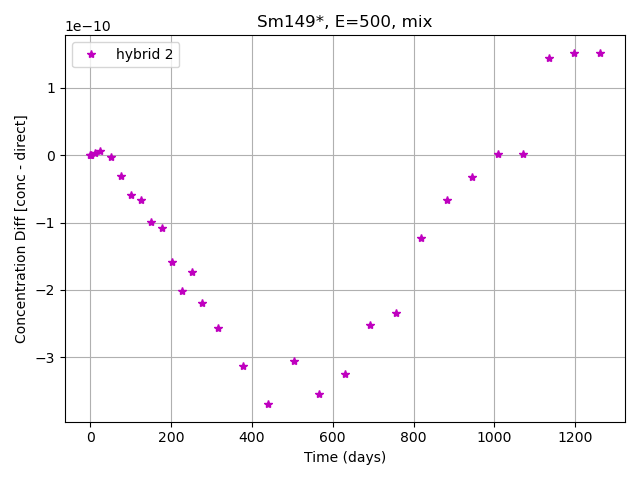 Sm149*, E=500, mix
1e−10
hybrid 2
1
0
−1
−2
−3
Concentration Diff [conc - direct]
0 200 400 600 800 1000 1200
Time (days)